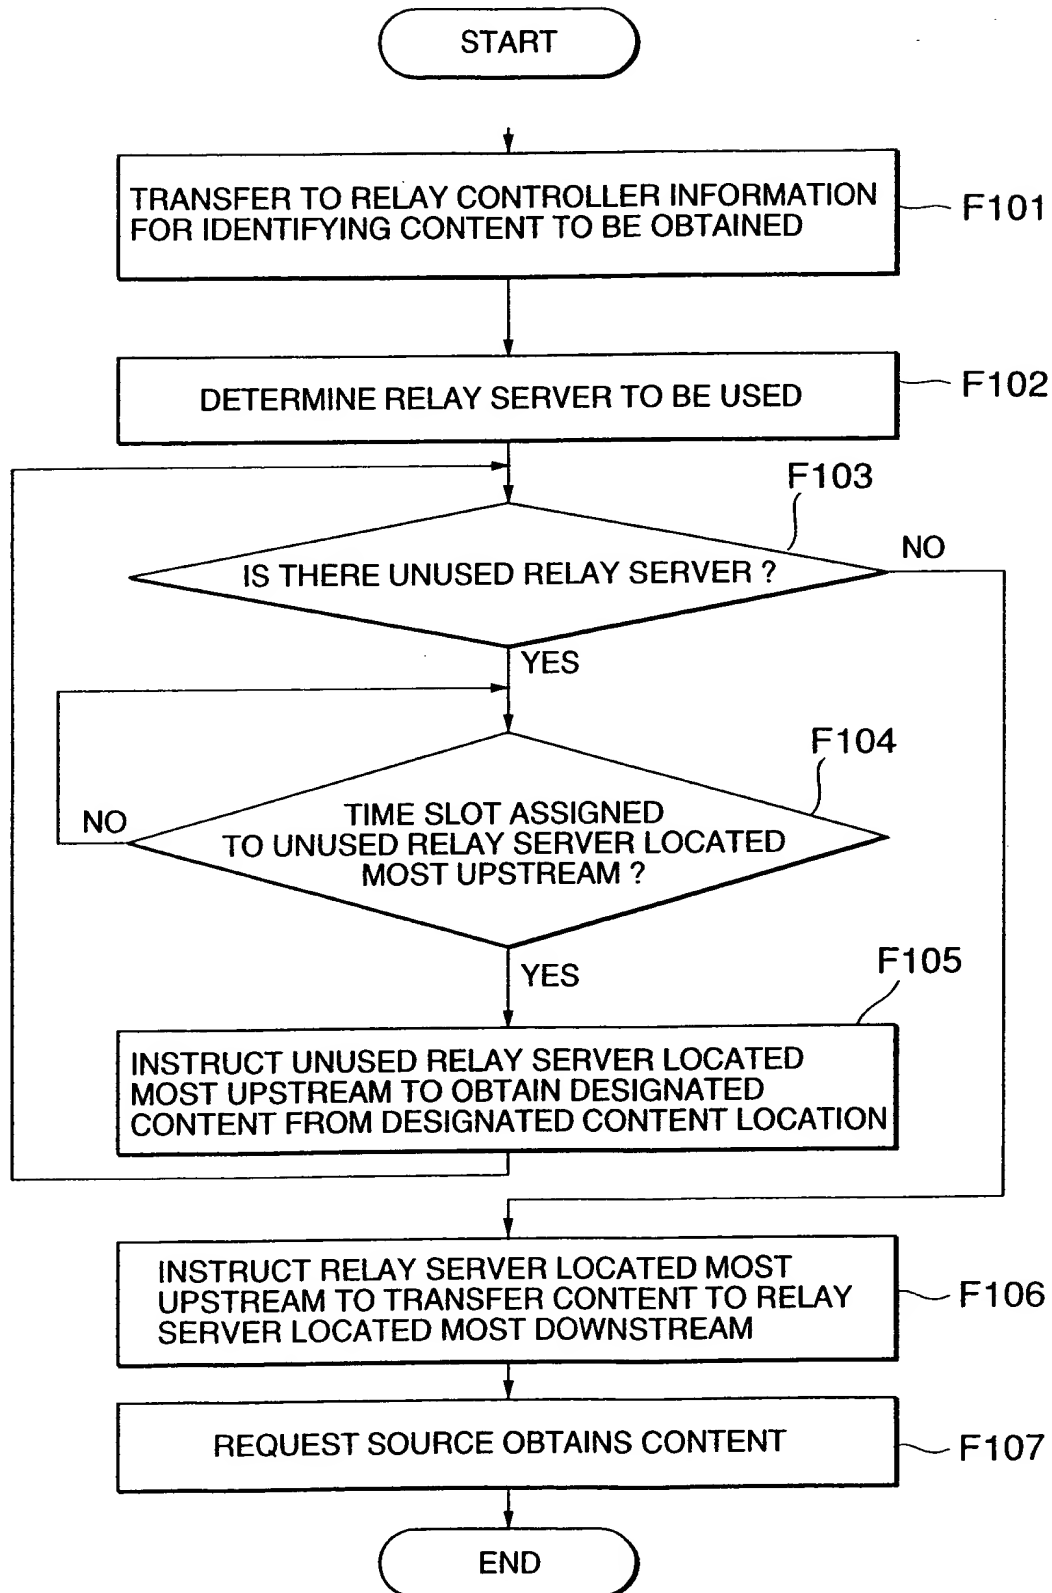 START
TRANSFER TO RELAY CONTROLLER INFORMATION
FOR IDENTIFYING CONTENT TO BE OBTAINED
F101
DETERMINE RELAY SERVER TO BE USED
F102
F103
IS THERE UNUSED RELAY SERVER ?
NO
YES
F104
TIME SLOT ASSIGNED
TO UNUSED RELAY SERVER LOCATED
MOST UPSTREAM ?
NO
YES
F105
INSTRUCT UNUSED RELAY SERVER LOCATED
MOST UPSTREAM TO OBTAIN DESIGNATED
CONTENT FROM DESIGNATED CONTENT LOCATION
INSTRUCT RELAY SERVER LOCATED MOST
UPSTREAM TO TRANSFER CONTENT TO RELAY
SERVER LOCATED MOST DOWNSTREAM
F106
REQUEST SOURCE OBTAINS CONTENT
F107
END